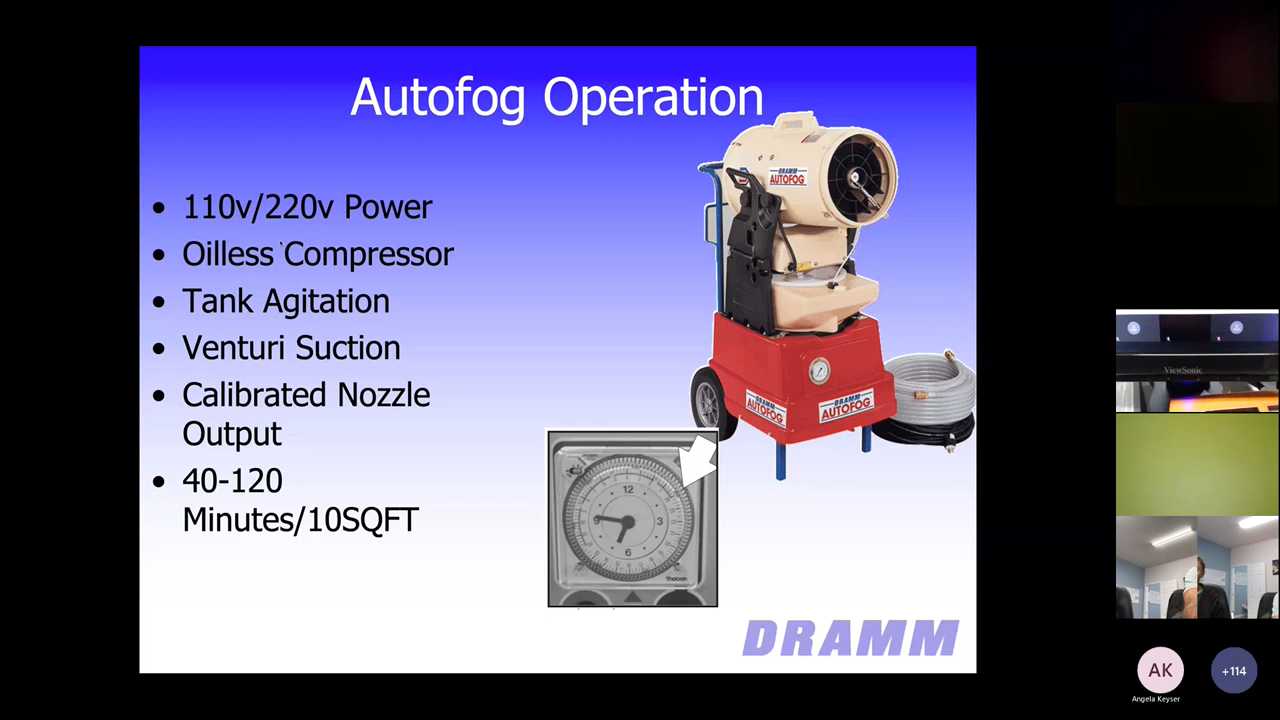 Autofog Operation
DRAMM
AUTOFOG
• 110v/220v Power
• Oilless Compressor
• Tank Agitation
• Venturi Suction
• Calibrated Nozzle
Output
• 40-120
Minutes/10SQFT
DRAMM
AUTOFOG
DRAMM
AUTOFOG
12
3
6
9
theben
DRAMM
ViewSonic
AK
+114
Angela Keyser